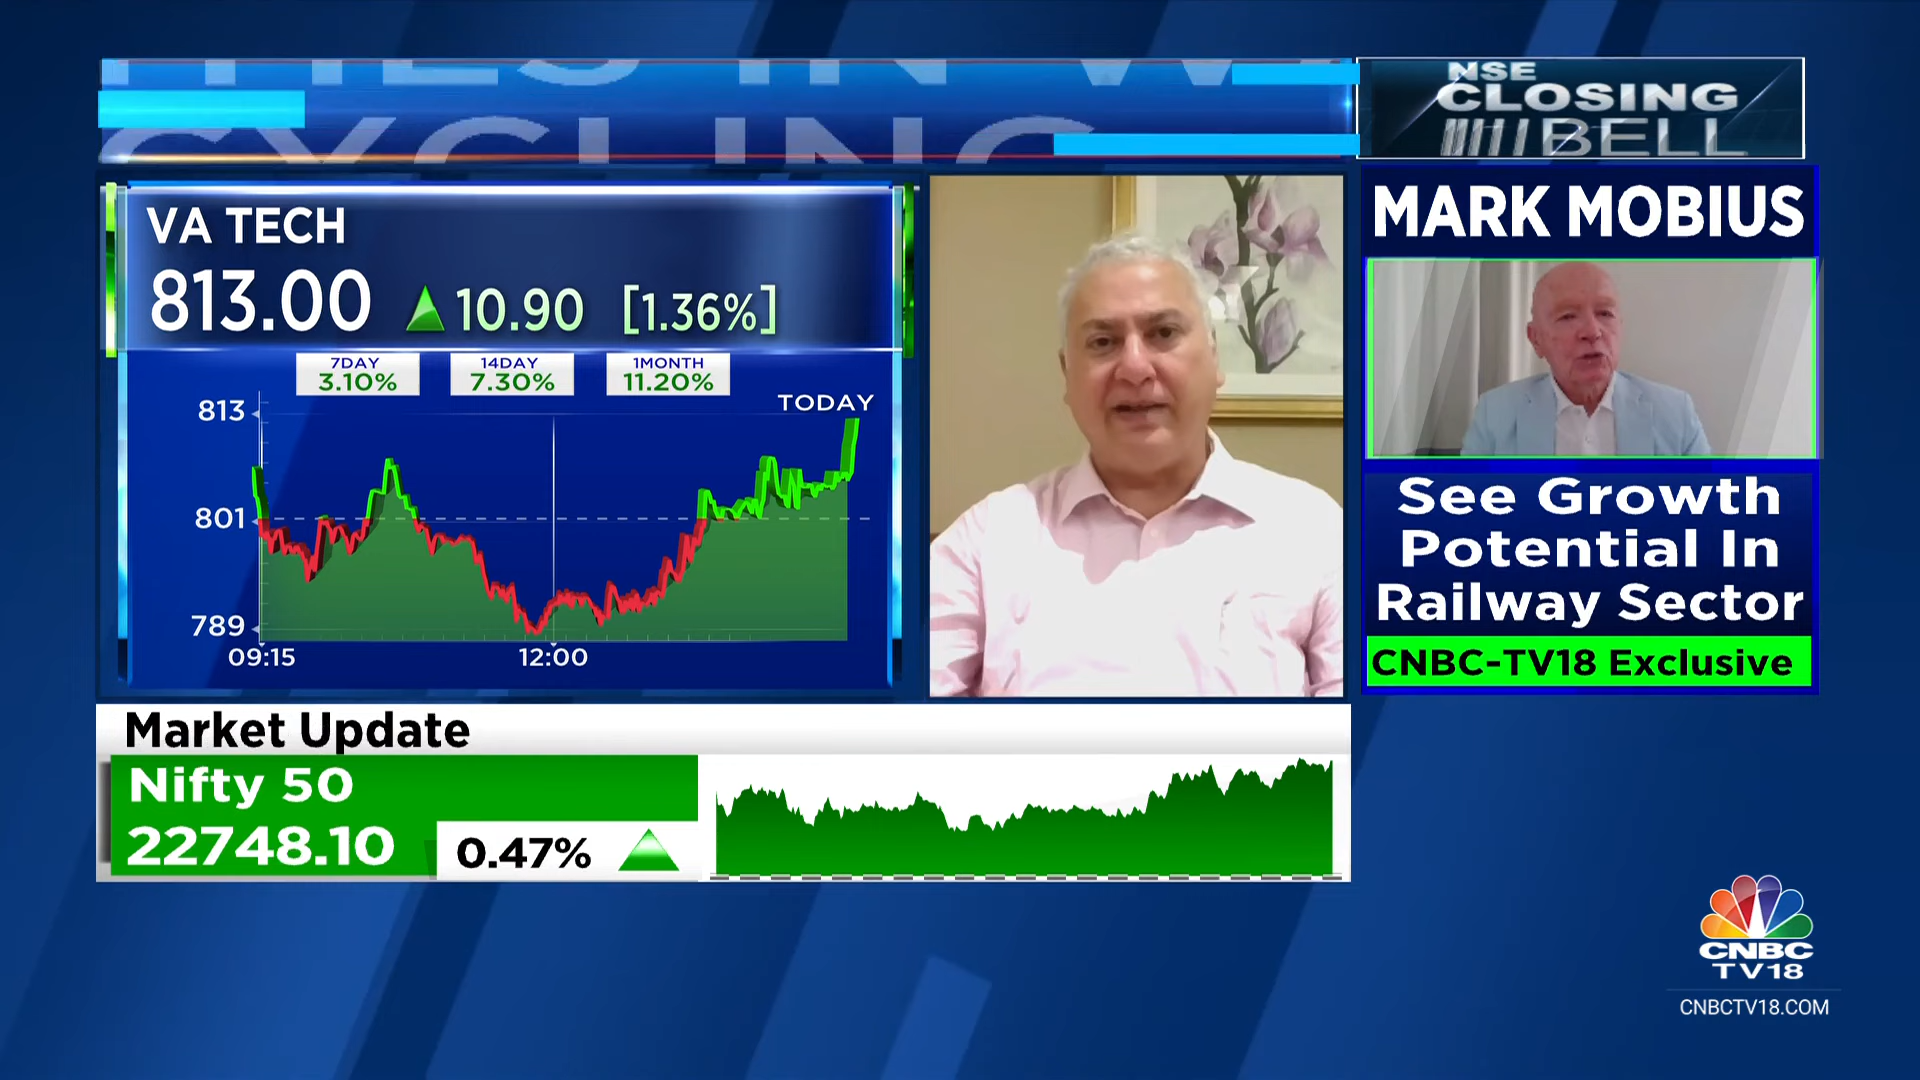 NSE
CLOSING
BELL
VA TECH
813.00 10.90 [1.36%]
7DAY
3.10%
14DAY
7.30%
1MONTH
11.20%
TODAY
813
801
789
09:15
12:00
MARK MOBIUS
See Growth
Potential In
Railway Sector
CNBC-TV18 Exclusive
Market Update
Nifty 50
22748.10
0.47%
CNBC
TV18
CNBCTV18.COM